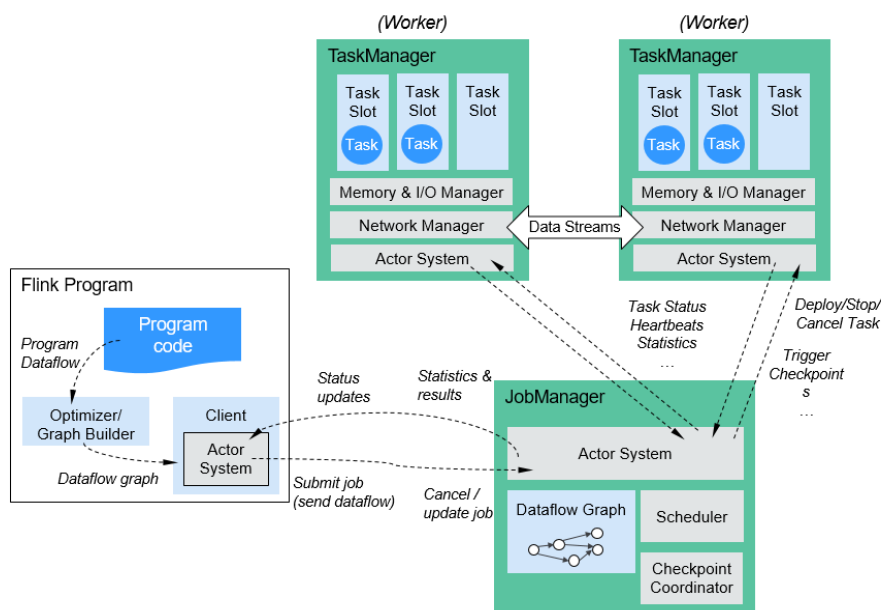 (Worker)
TaskManager
Task
Slot
Task
Task
Slot
Task
Task
Slot
Memory & I/O Manager
Network Manager
Actor System
(Worker)
TaskManager
Task
Slot
Task
Task
Slot
Task
Task
Slot
Memory & I/O Manager
Network Manager
Actor System
Data Streams
Flink Program
Program
code
Program
Dataflow
Optimizer/
Graph Builder
Dataflow graph
Client
Actor
System
Status
updates
Statistics &
results
Submit job
(send dataflow)
Cancel /
update job
Task Status
Heartbeats
Statistics
...
Deploy/Stop/
Cancel Task
Trigger
Checkpoint
s
...
JobManager
Actor System
Dataflow Graph
Scheduler
Checkpoint
Coordinator